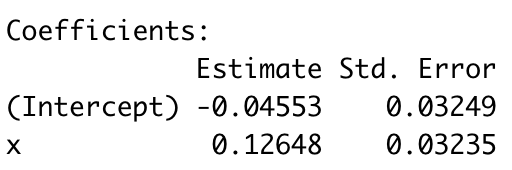 Coefficients:
Estimate Std. Error
(Intercept) -0.04553 0.03249
x 0.12648 0.03235